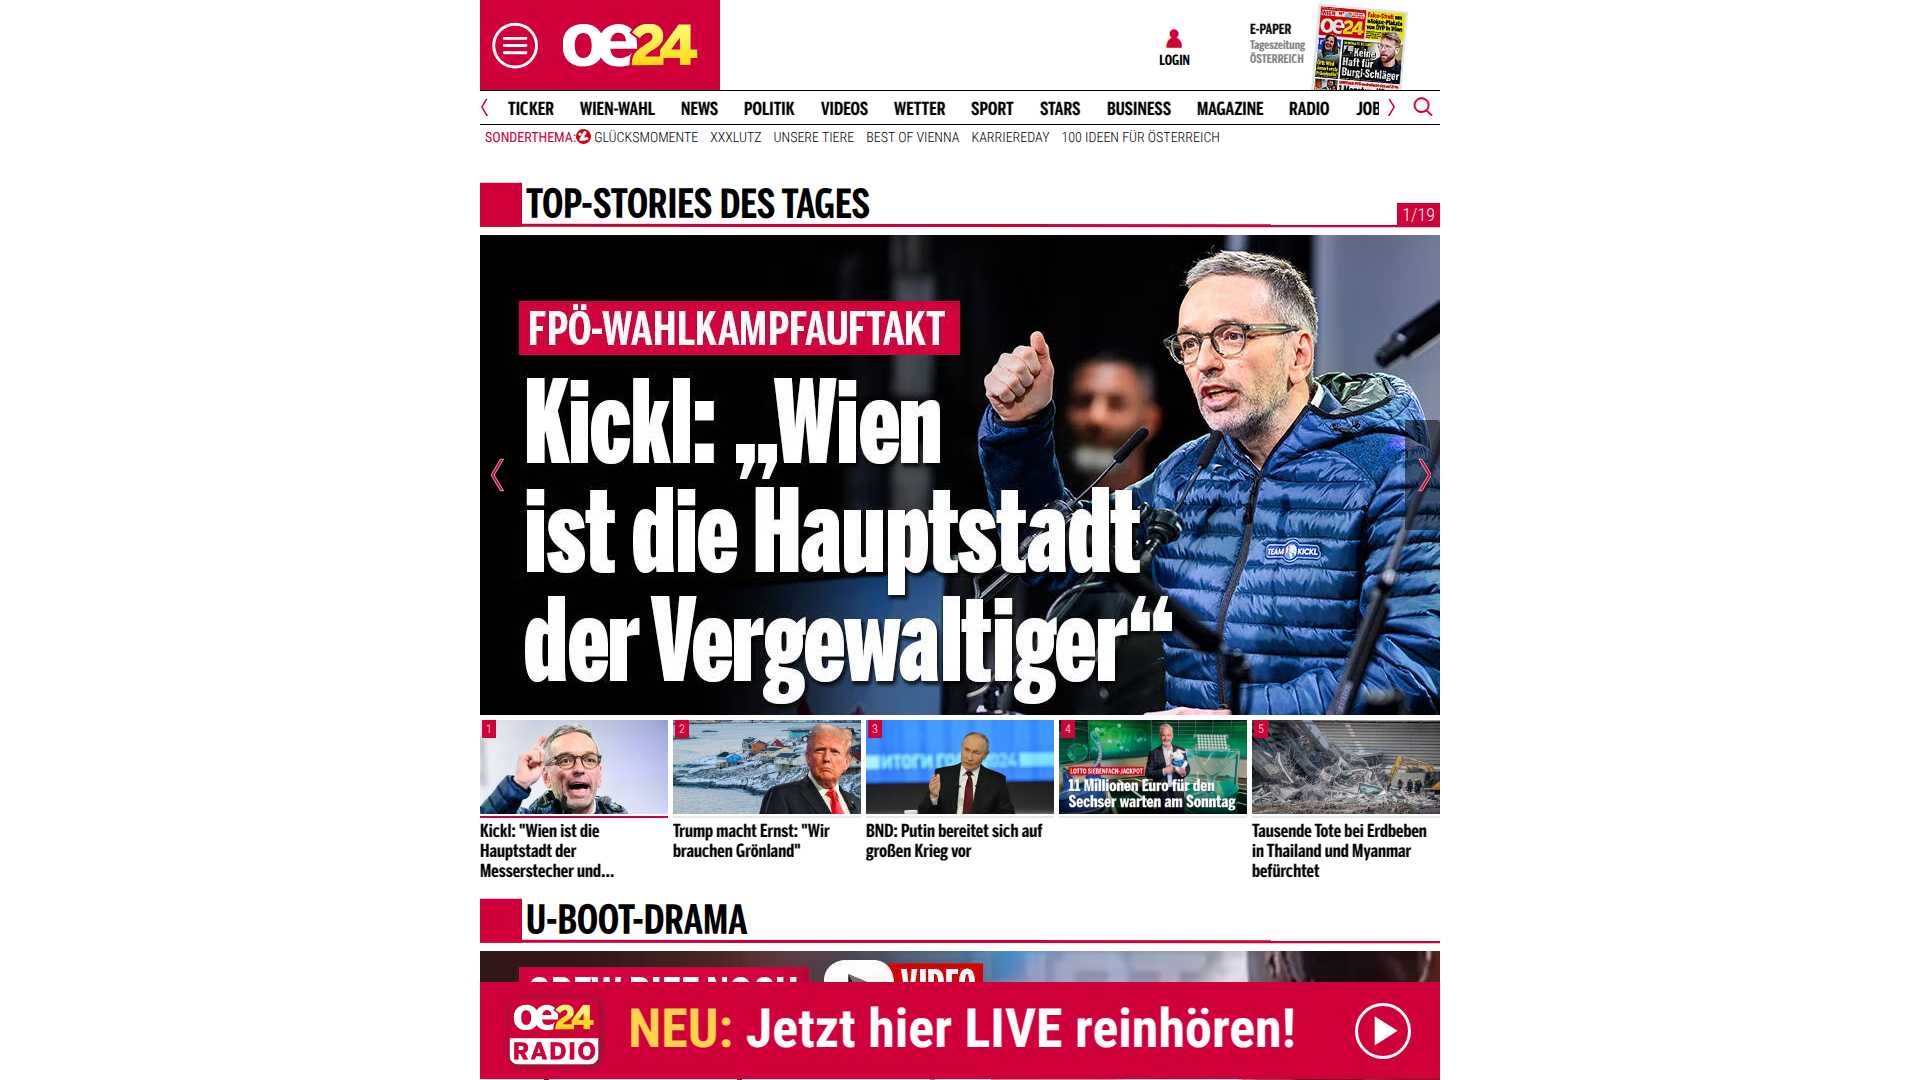 oe24
LOGIN
E-PAPER
Tageszeitung
ÖSTERREICH
oe24
Keine
Haft für
Burgi-Schläger
TICKER WIEN-WAHL NEWS POLITIK VIDEOS WETTER SPORT STARS BUSINESS MAGAZINE RADIO JOB
SONDERTHEMA: GLÜCKSMOMENTE XXXLUTZ UNSERE TIERE BEST OF VIENNA KARRIEREDAY 100 IDEEN FÜR ÖSTERREICH
TOP-STORIES DES TAGES
1/19
FPÖ-WAHLKAMPFAUFTAKT
Kickl: „Wien
ist die Hauptstadt
der Vergewaltiger“
TEAM KICKL
1
2
3
4
5
ИТОГИ ГО 2024
LOTTO SIEBENFACH-JACKPOT
11 Millionen Euro für den
Sechser warten am Sonntag
Kickl: "Wien ist die
Hauptstadt der
Messerstecher und...
Trump macht Ernst: "Wir
brauchen Grönland"
BND: Putin bereitet sich auf
großen Krieg vor
Tausende Tote bei Erdbeben
in Thailand und Myanmar
befürchtet
U-BOOT-DRAMA
VIDEO
oe24
RADIO
NEU: Jetzt hier LIVE reinhören!